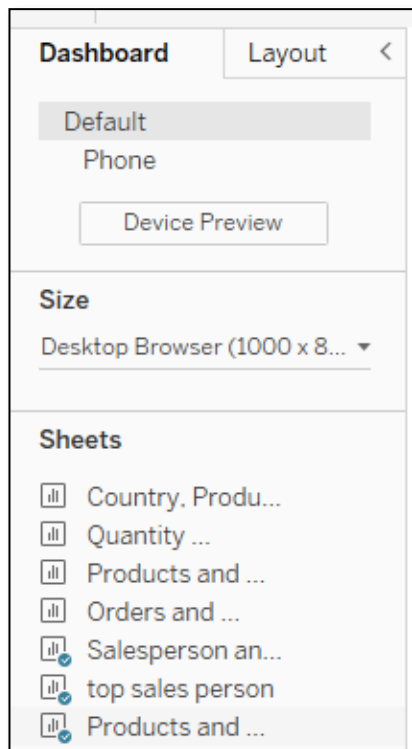 Dashboard Layout <
Default
Phone
Device Preview
Size
Desktop Browser (1000 x 8...
Sheets
Country, Produ...
Quantity ...
Products and ...
Orders and ...
Salesperson an...
top sales person
Products and ...